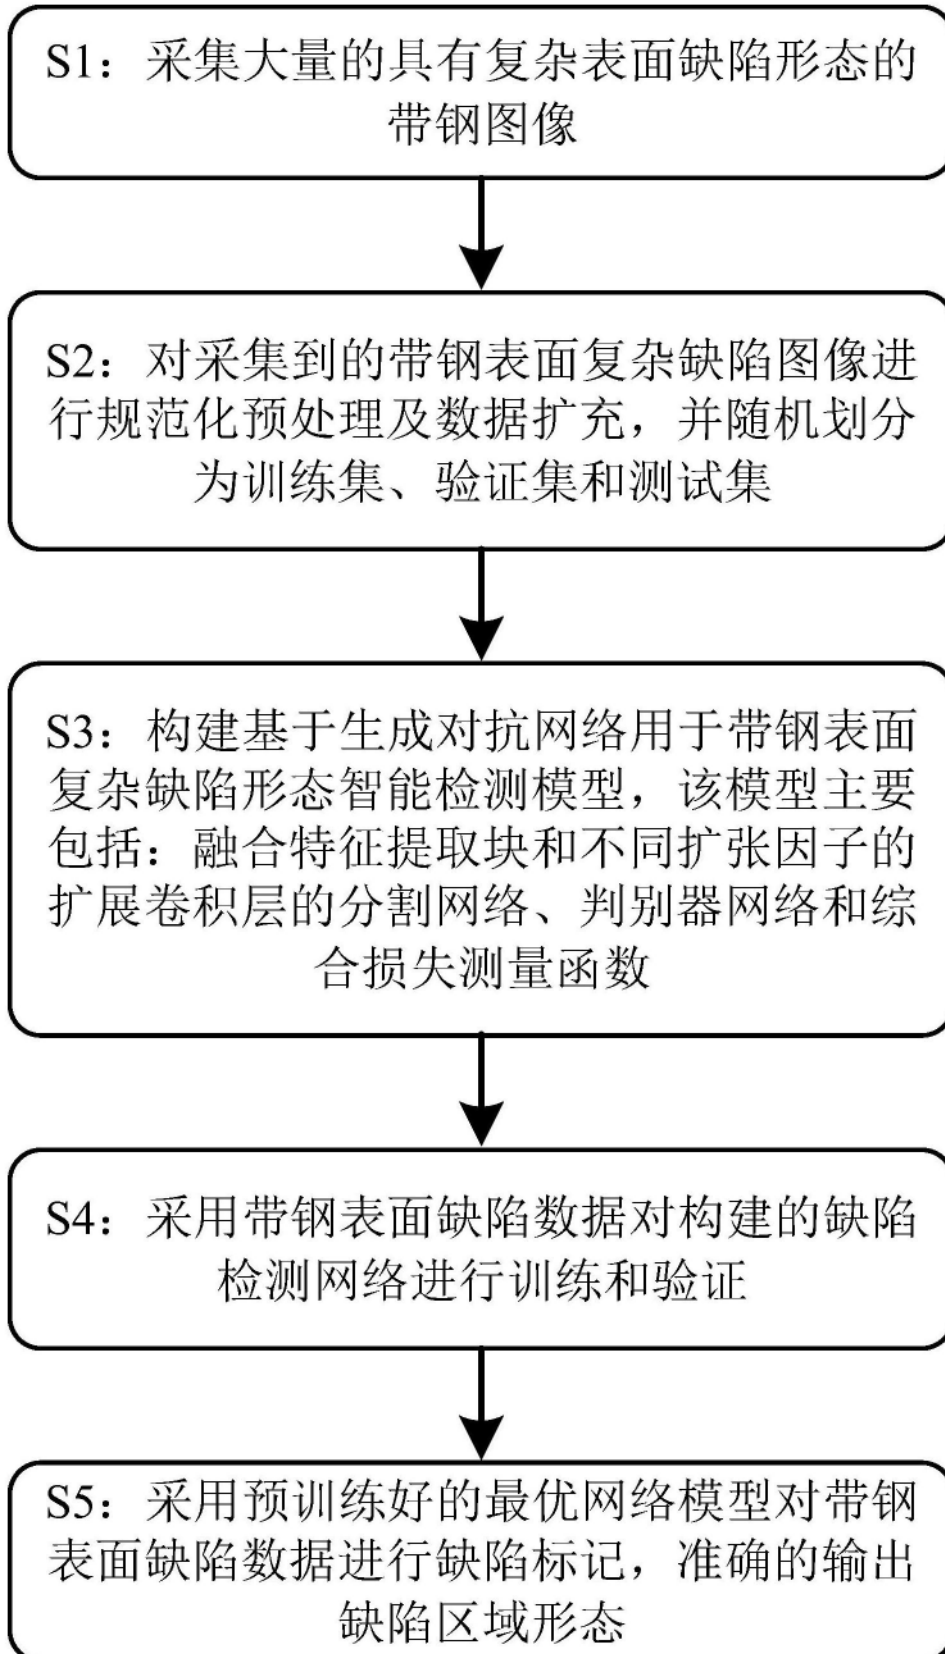 S1：采集大量的具有复杂表面缺陷形态的
带钢图像
S2：对采集到的带钢表面复杂缺陷图像进
行规范化预处理及数据扩充，并随机划分
为训练集、验证集和测试集
S3：构建基于生成对抗网络用于带钢表面
复杂缺陷形态智能检测模型，该模型主要
包括：融合特征提取块和不同扩张因子的
扩展卷积层的分割网络、判别器网络和综
合损失测量函数
S4：采用带钢表面缺陷数据对构建的缺陷
检测网络进行训练和验证
S5：采用预训练好的最优网络模型对带钢
表面缺陷数据进行缺陷标记，准确的输出
缺陷区域形态